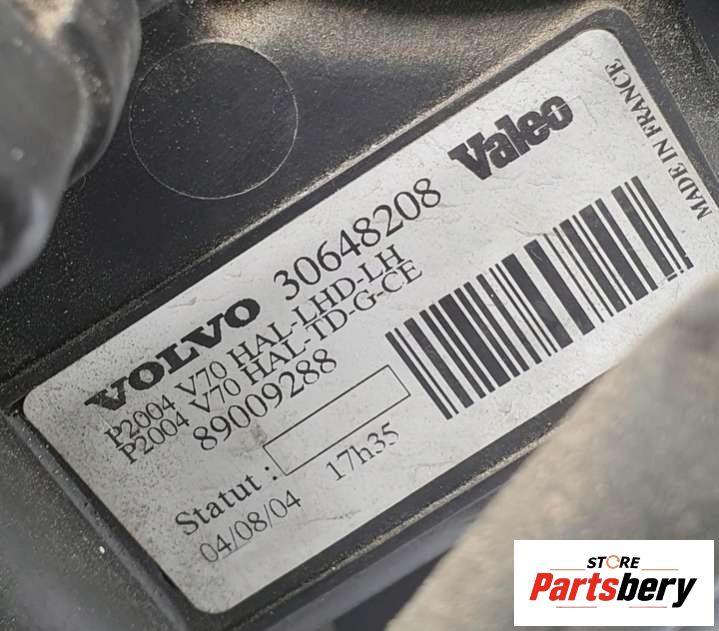 VOLVO 30648208 Valeo
P2004 V70 HAL-LHD-LH
P2004 V70 HAL-TD-G-CE
89009288
MADE IN FRANCE
Statut :
04/08/04 17h35
STORE
Partsbery